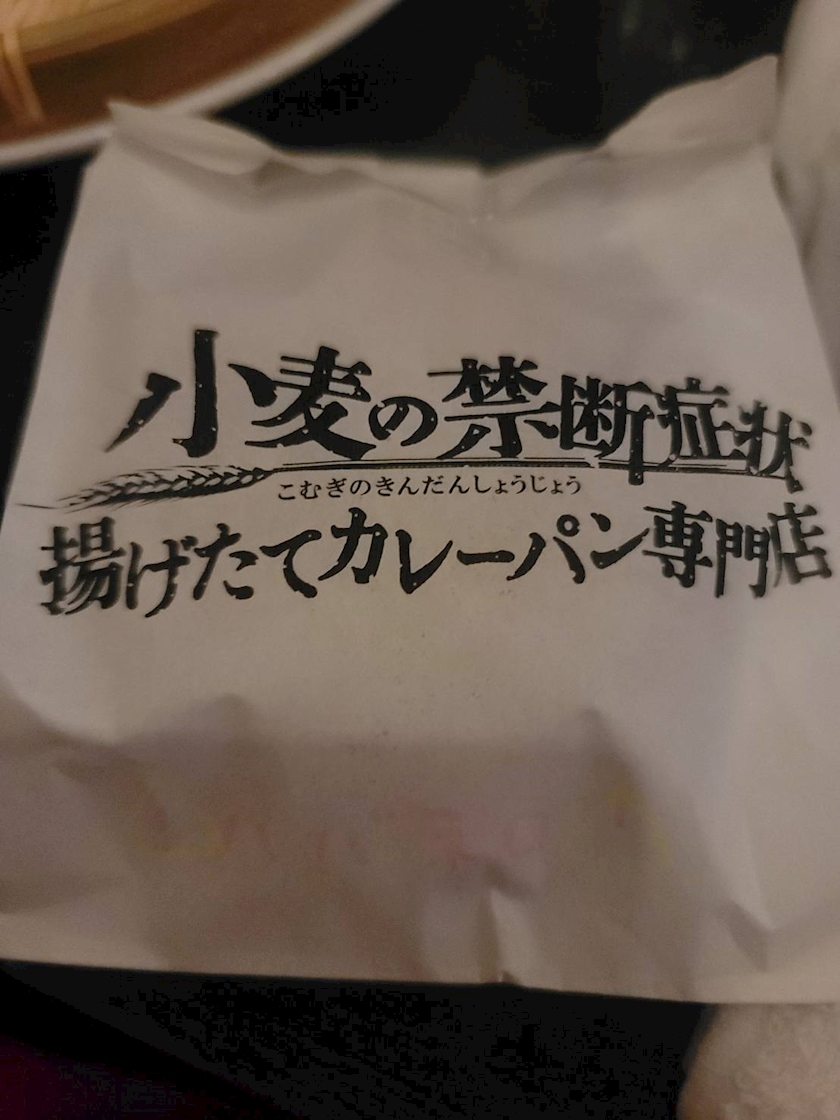 小麦の禁断症状
こむぎのきんだんしょうじょう
揚げたてカレーパン専門店